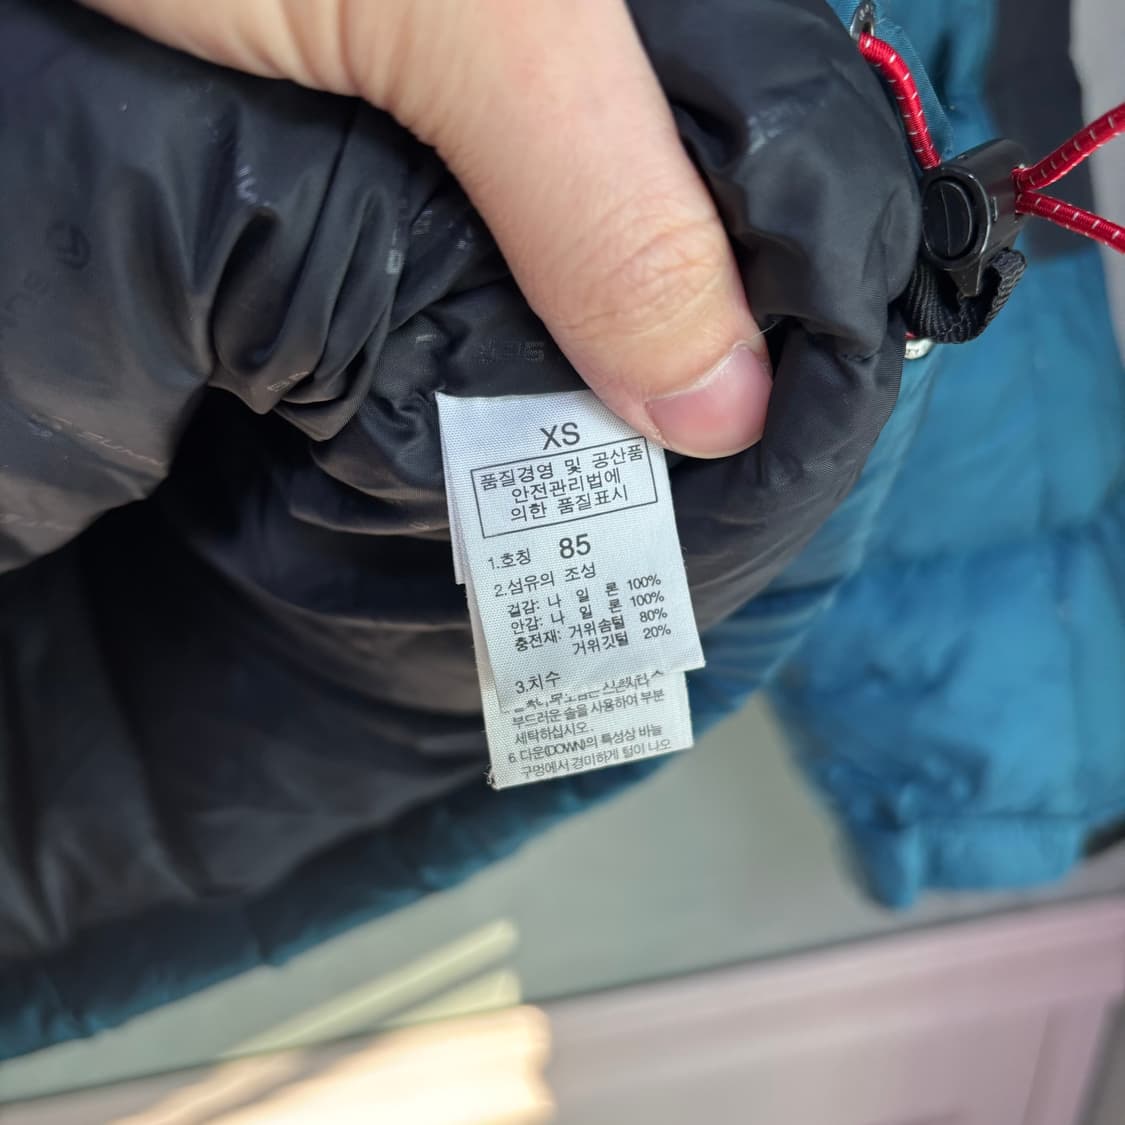 XS
품질경영 및 공산품
안전관리법에
의한 품질표시
1.호칭 85
2.섬유의 조성
겉감: 나 일 론 100%
안감: 나 일 론 100%
충전재: 거위솜털 80%
거위깃털 20%
3.치수
부드러운 솔을 사용하여 부분
세탁하십시오.
6. 다운(DOWN)의 특성상 바늘
구멍에서 경미하게 털이 나오